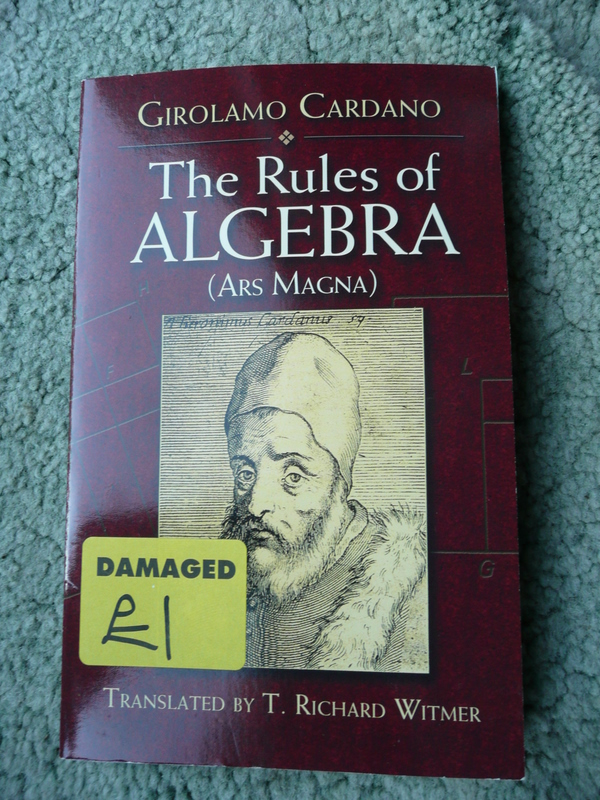 GIROLAMO CARDANO
The Rules of
ALGEBRA
(ARS MAGNA)
Hieronimus Cardanus
H
F
L
G
DAMAGED
£1
TRANSLATED BY T. RICHARD WITMER